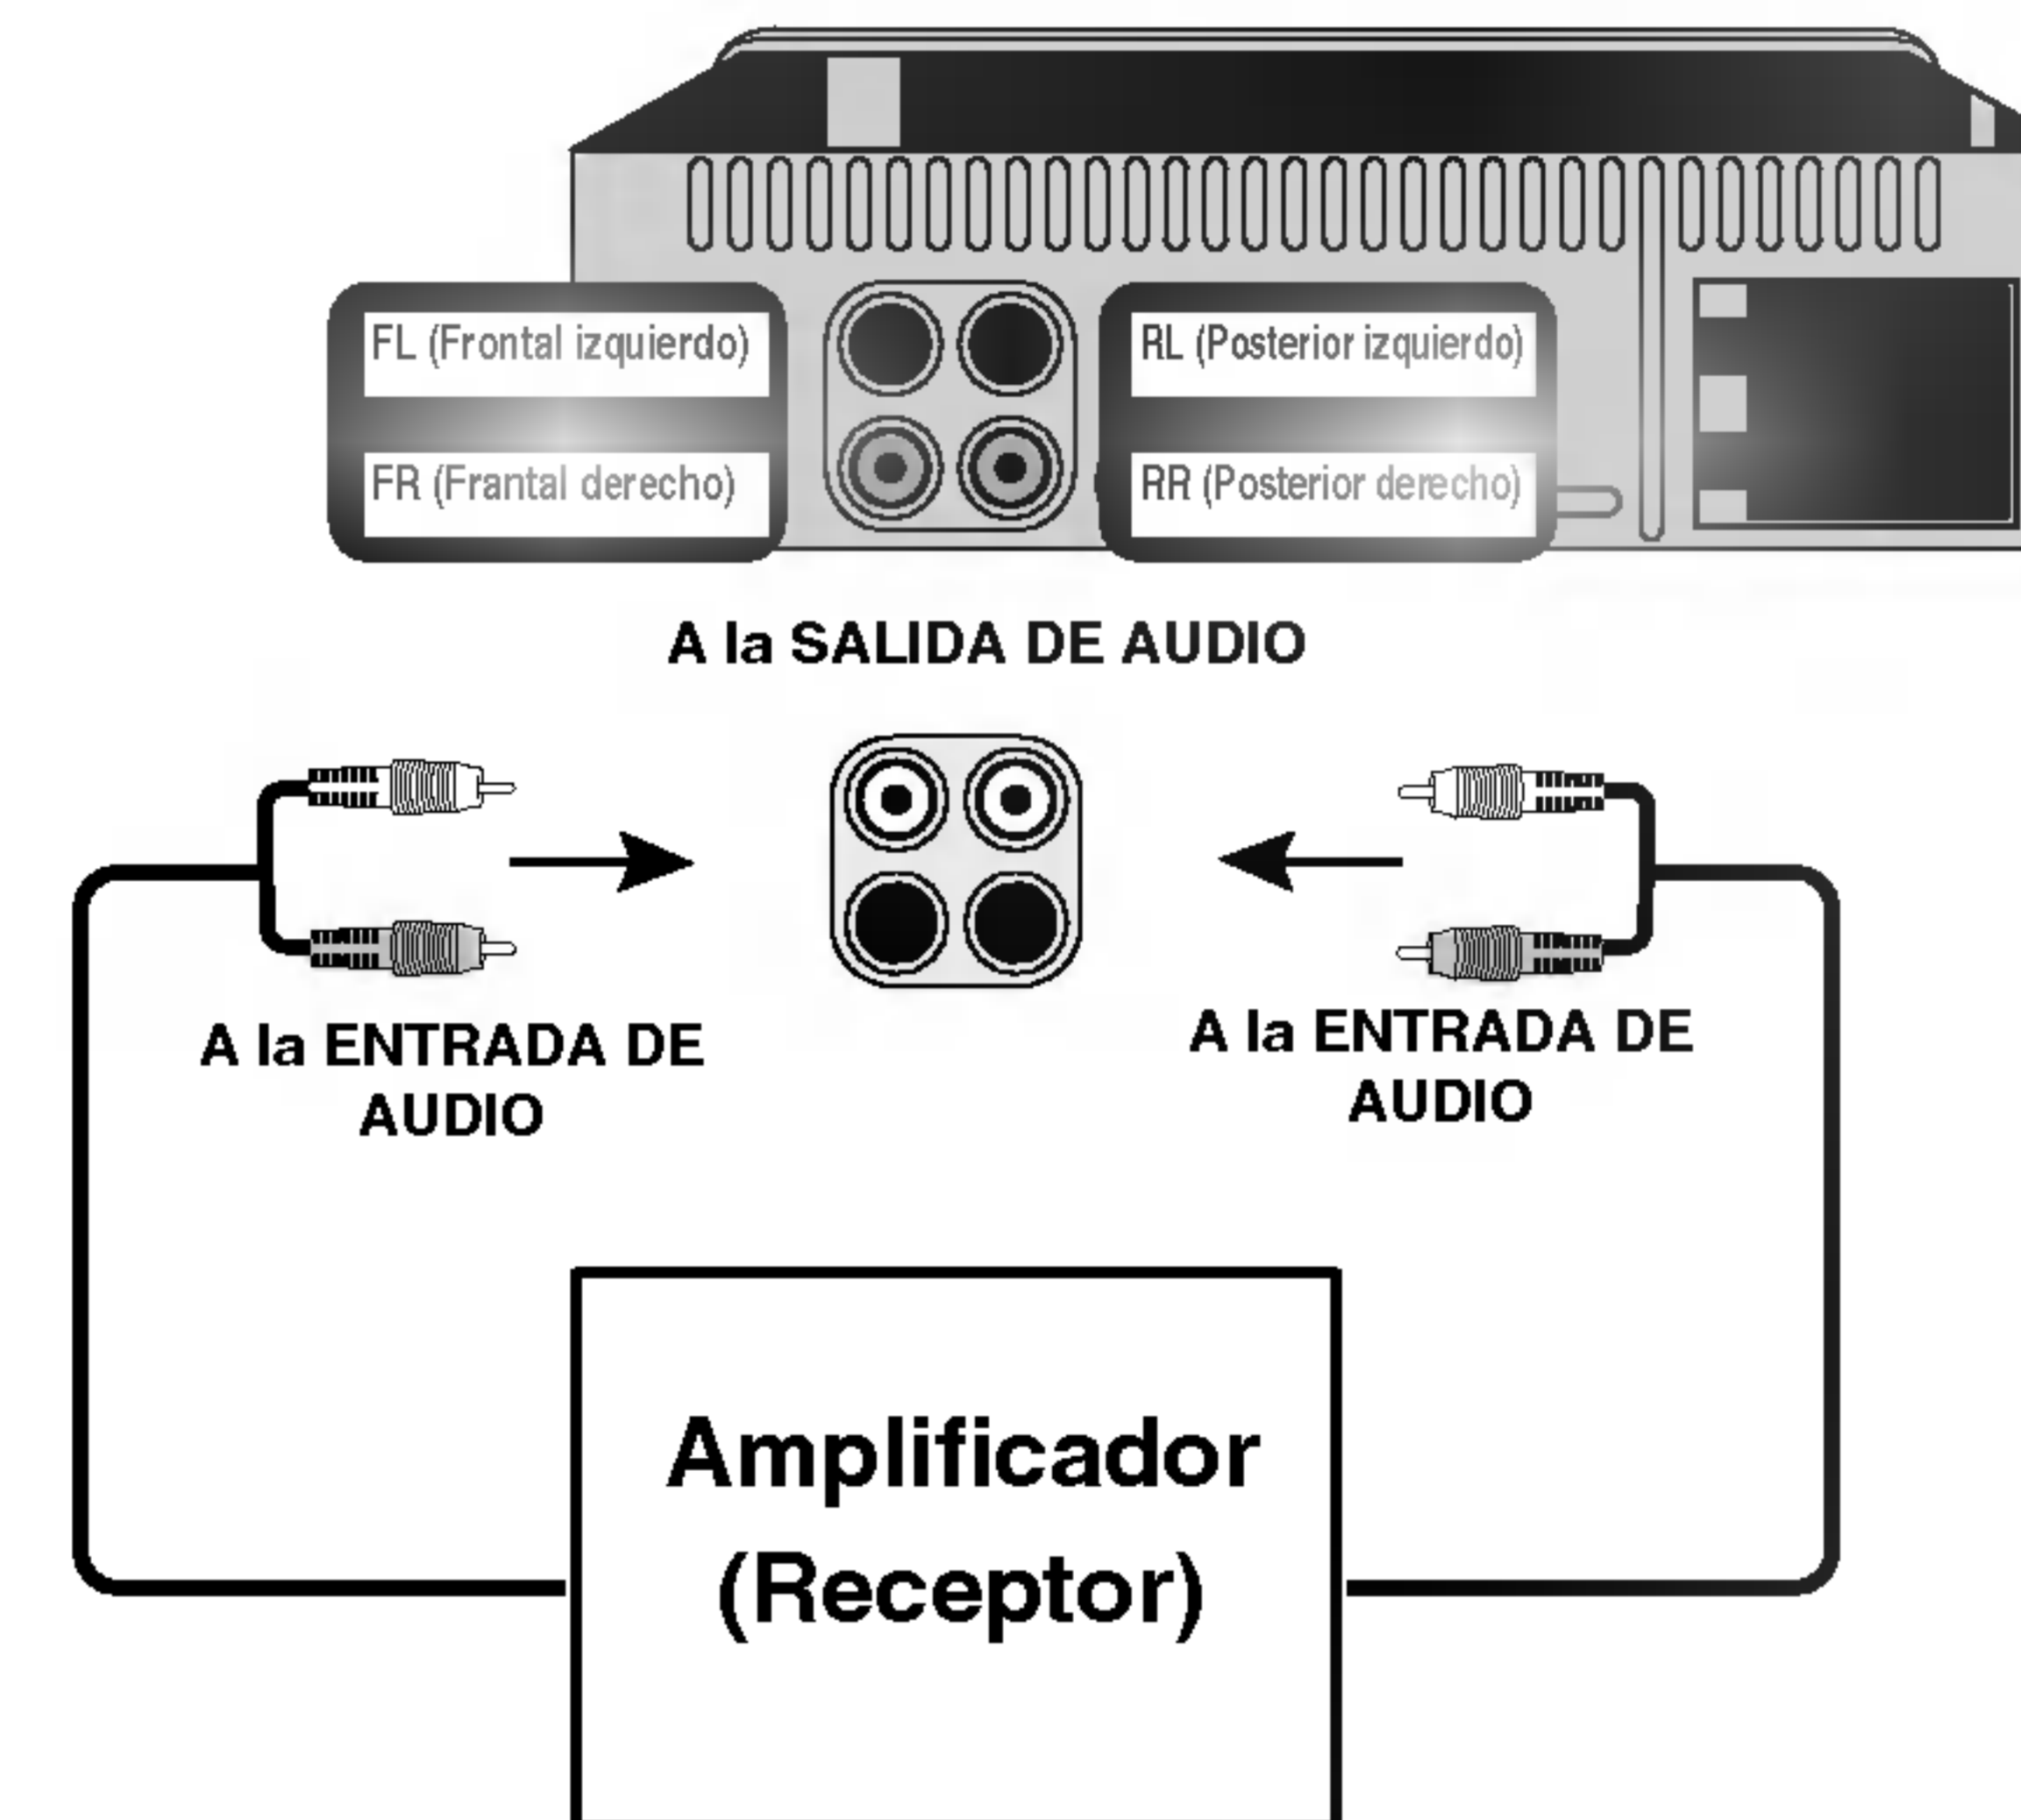 FL (Frontal izquierdo)
RL (Posterior izquierdo)
FR (Frantal derecho)
RR (Posterior derecho)
A la SALIDA DE AUDIO
A la ENTRADA DE
AUDIO
A la ENTRADA DE
AUDIO
Amplificador
(Receptor)